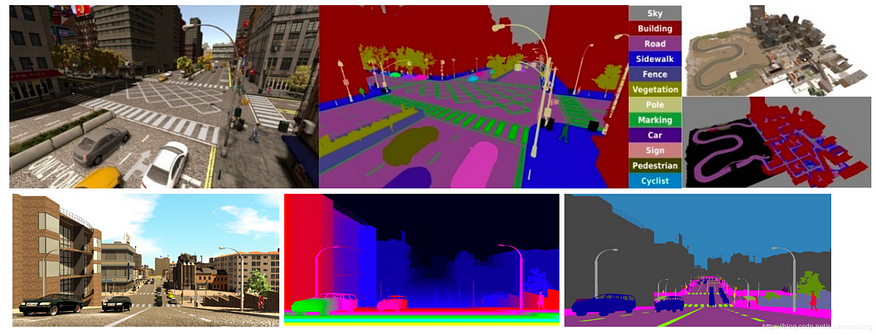 Sky
Building
Road
Sidewalk
Fence
Vegetation
Pole
Marking
Car
Sign
Pedestrian
Cyclist